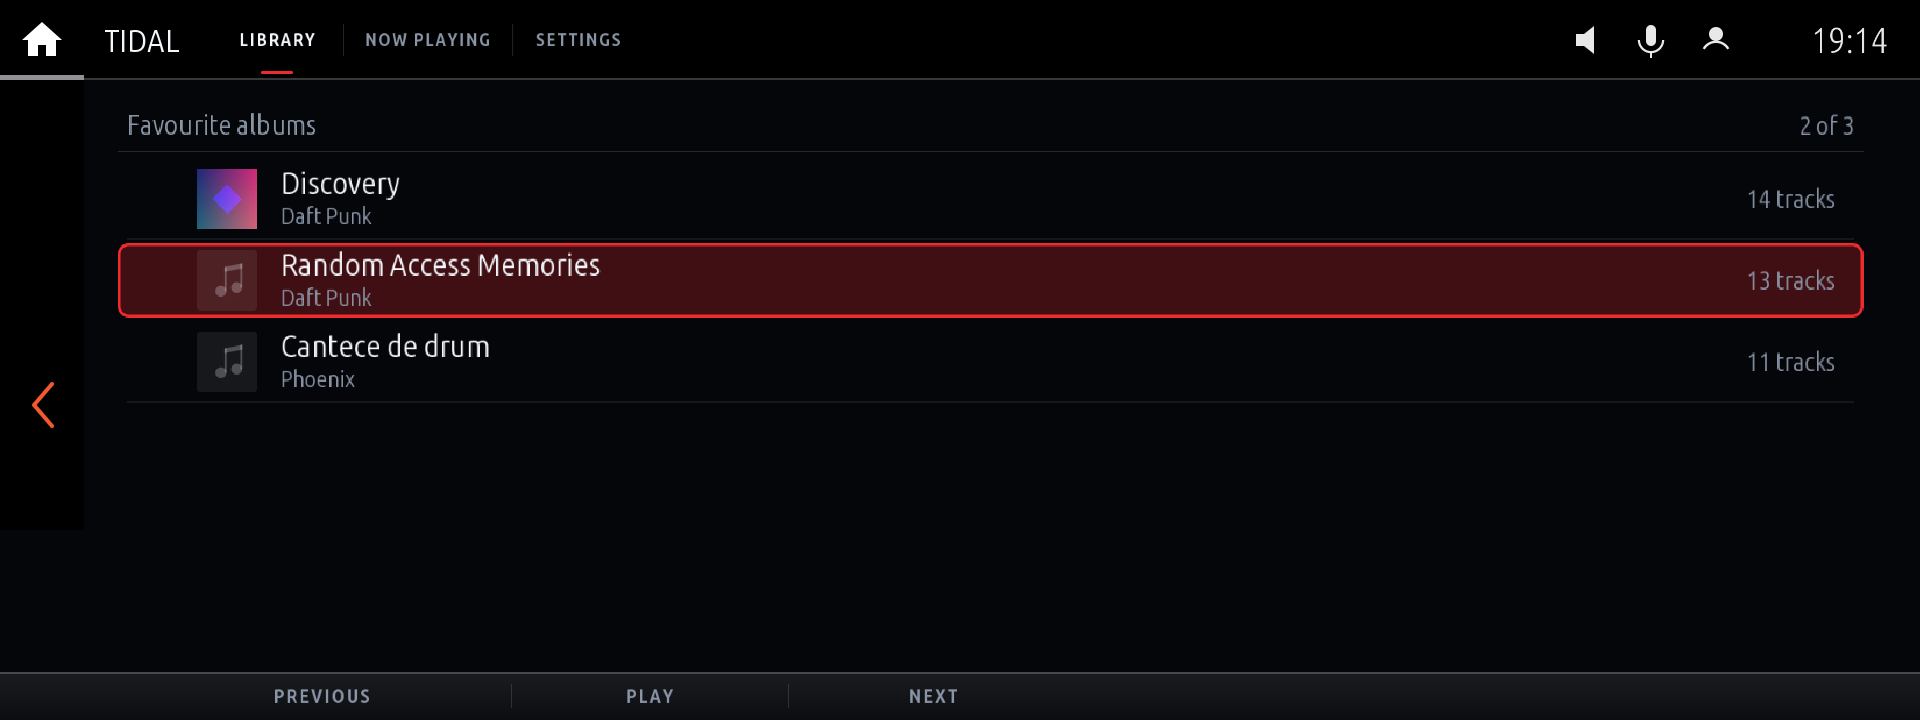 TIDAL
LIBRARY
NOW PLAYING
SETTINGS
19:14
Favourite albums
2 of 3
Discovery
Daft Punk
14 tracks
Random Access Memories
Daft Punk
13 tracks
Cantece de drum
Phoenix
11 tracks
PREVIOUS
PLAY
NEXT